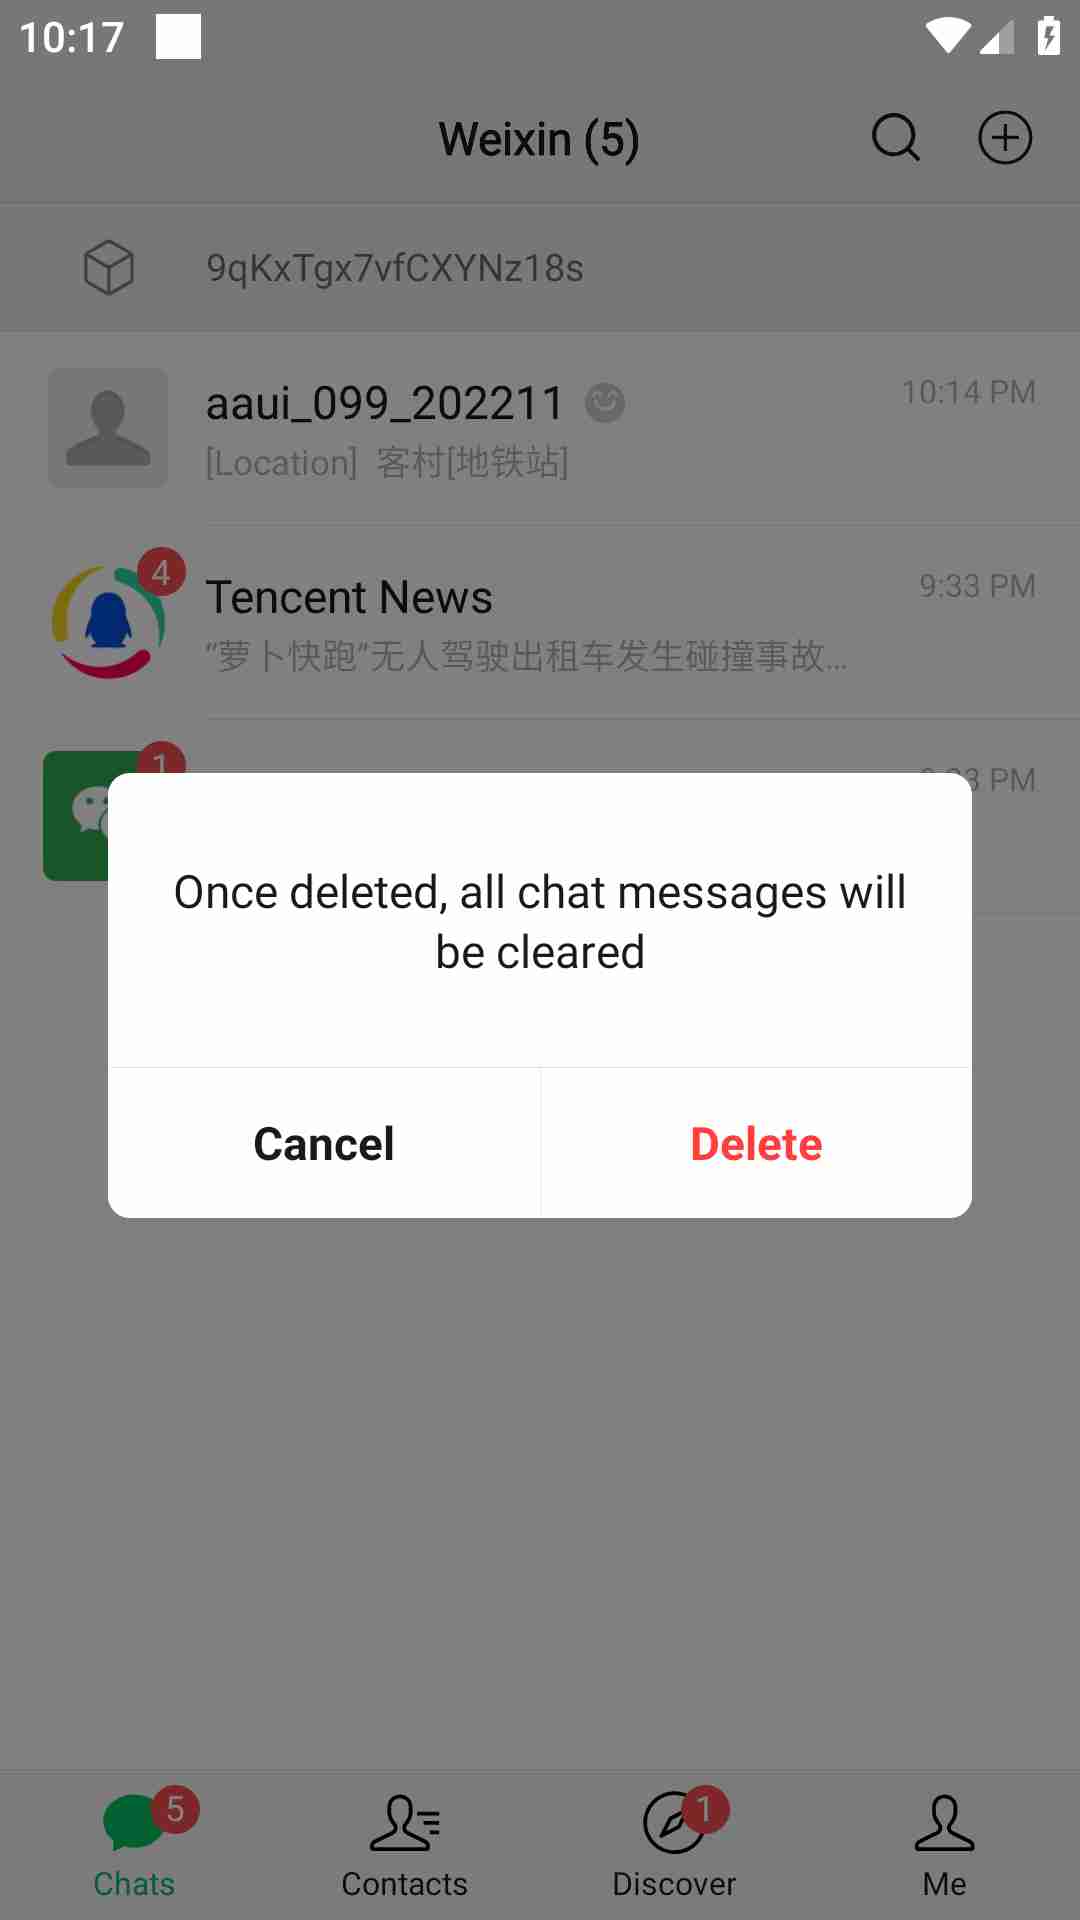 10:17
Weixin (5)
9qKxTgx7vfCXYNz18s
aaui_099_202211
10:14 PM
[Location] 客村[地铁站]
4
Tencent News
9:33 PM
“萝卜快跑”无人驾驶出租车发生碰撞事故...
1
PM
Once deleted, all chat messages will
be cleared
Cancel
Delete
5
1
Chats
Contacts
Discover
Me